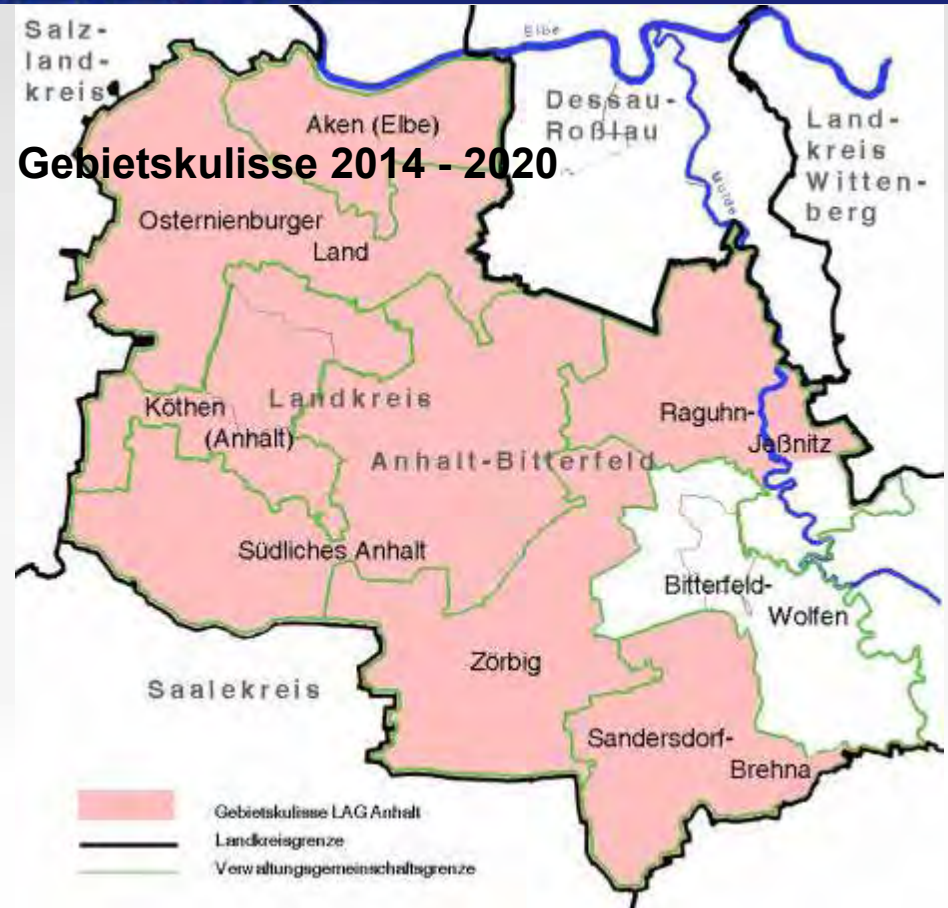 Salz-
land-
kreis
Elbe
Aken (Elbe)
Dessau-
Roßlau
Land-
kreis
Witten-
berg
Gebietskulisse 2014 - 2020
Mulde
Osternienburger
Land
Köthen
(Anhalt)
Landkreis
Anhalt-Bitterfeld
Raguhn-
Jeßnitz
Südliches Anhalt
Bitterfeld-
Wolfen
Zörbig
Saalekreis
Sandersdorf-
Brehna
Gebietskulisse LAG Anhalt
Landkreisgrenze
Verwaltungsgemeinschaftsgrenze